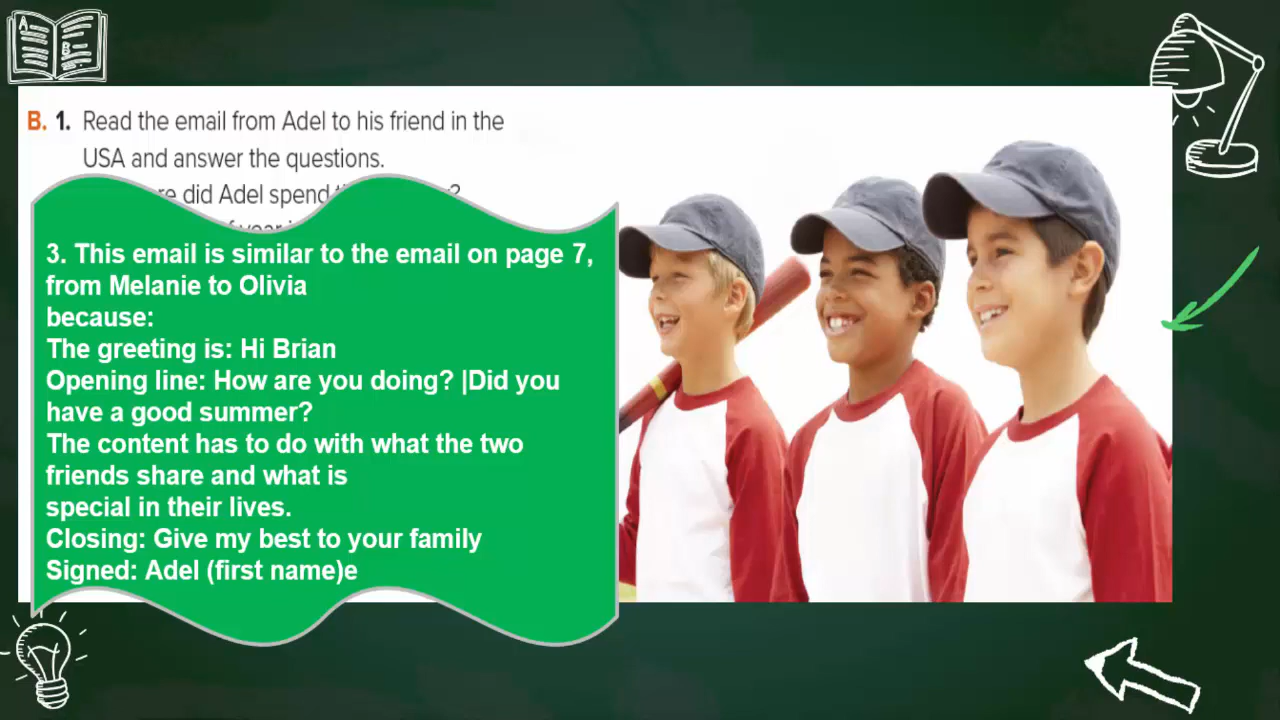 B. 1. Read the email from Adel to his friend in the
USA and answer the questions.
did Adel spend
3. This email is similar to the email on page 7,
from Melanie to Olivia
because:
The greeting is: Hi Brian
Opening line: How are you doing? |Did you
have a good summer?
The content has to do with what the two
friends share and what is
special in their lives.
Closing: Give my best to your family
Signed: Adel (first name)e